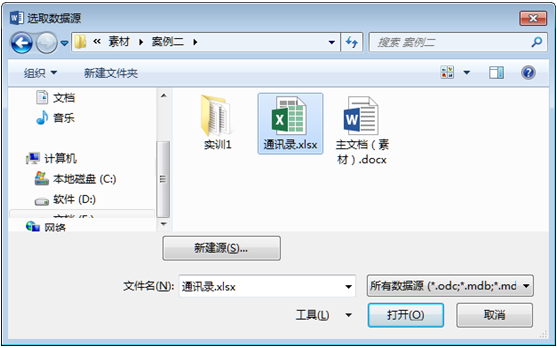 选取数据源
« 素材 ▸ 案例二 ▸
搜索 案例二
组织 ▼ 新建文件夹
文档
音乐
计算机
本地磁盘 (C:)
软件 (D:)
网络
实训1
通讯录.xlsx
主文档（素
材）.docx
新建源(S)...
文件名(N): 通讯录.xlsx
所有数据源 (*.odc;*.mdb;*.md
工具(L) ▼ 打开(O) 取消